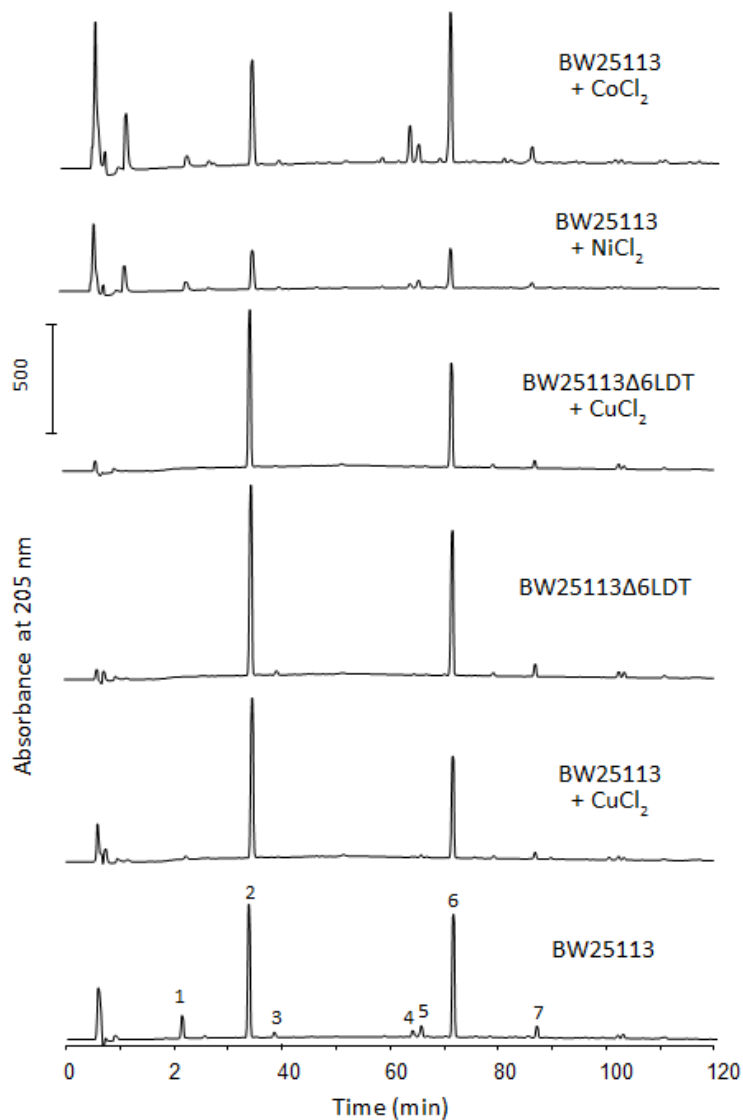 BW25113
+ CoCl₂
BW25113
+ NiCl₂
500
BW25113Δ6LDT
+ CuCl₂
BW25113Δ6LDT
Absorbance at 205 nm
BW25113
+ CuCl₂
2
6
BW25113
1
3
4
5
7
0
2
40
60
80
100
120
Time (min)